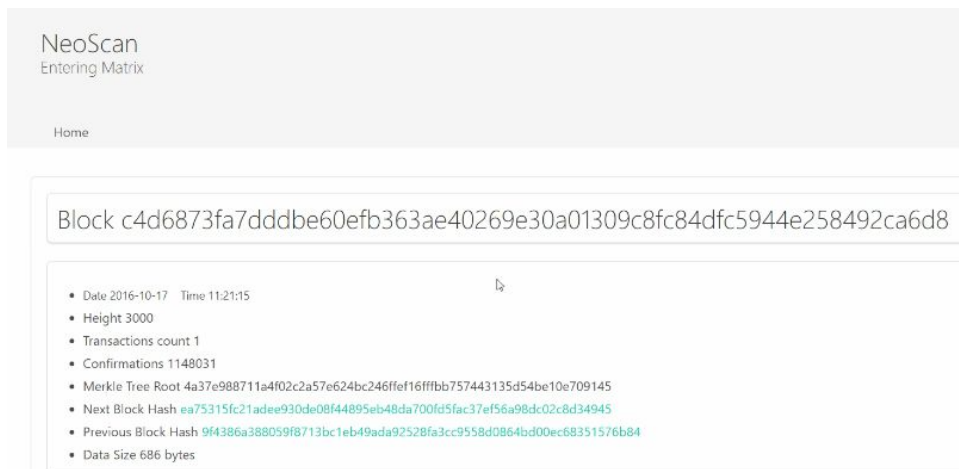 NeoScan
Entering Matrix
Home
Block c4d6873fa7dddbe60efb363ae40269e30a01309c8fc84dfc5944e258492ca6d8
Date 2016-10-17 Time 11:21:15
Height 3000
Transactions count 1
Confirmations 1148031
Merkle Tree Root 4a37e988711a4f02c2a57e624bc246ffef16fffbb757443135d54be10e709145
Next Block Hash ea75315fc21adee930de08f44895eb48da700fd5fac37ef56a98dc02c8d34945
Previous Block Hash 9f4386a388059f8713bc1eb49ada92528fa3cc9558d0864bd00ec68351576b84
Data Size 686 bytes